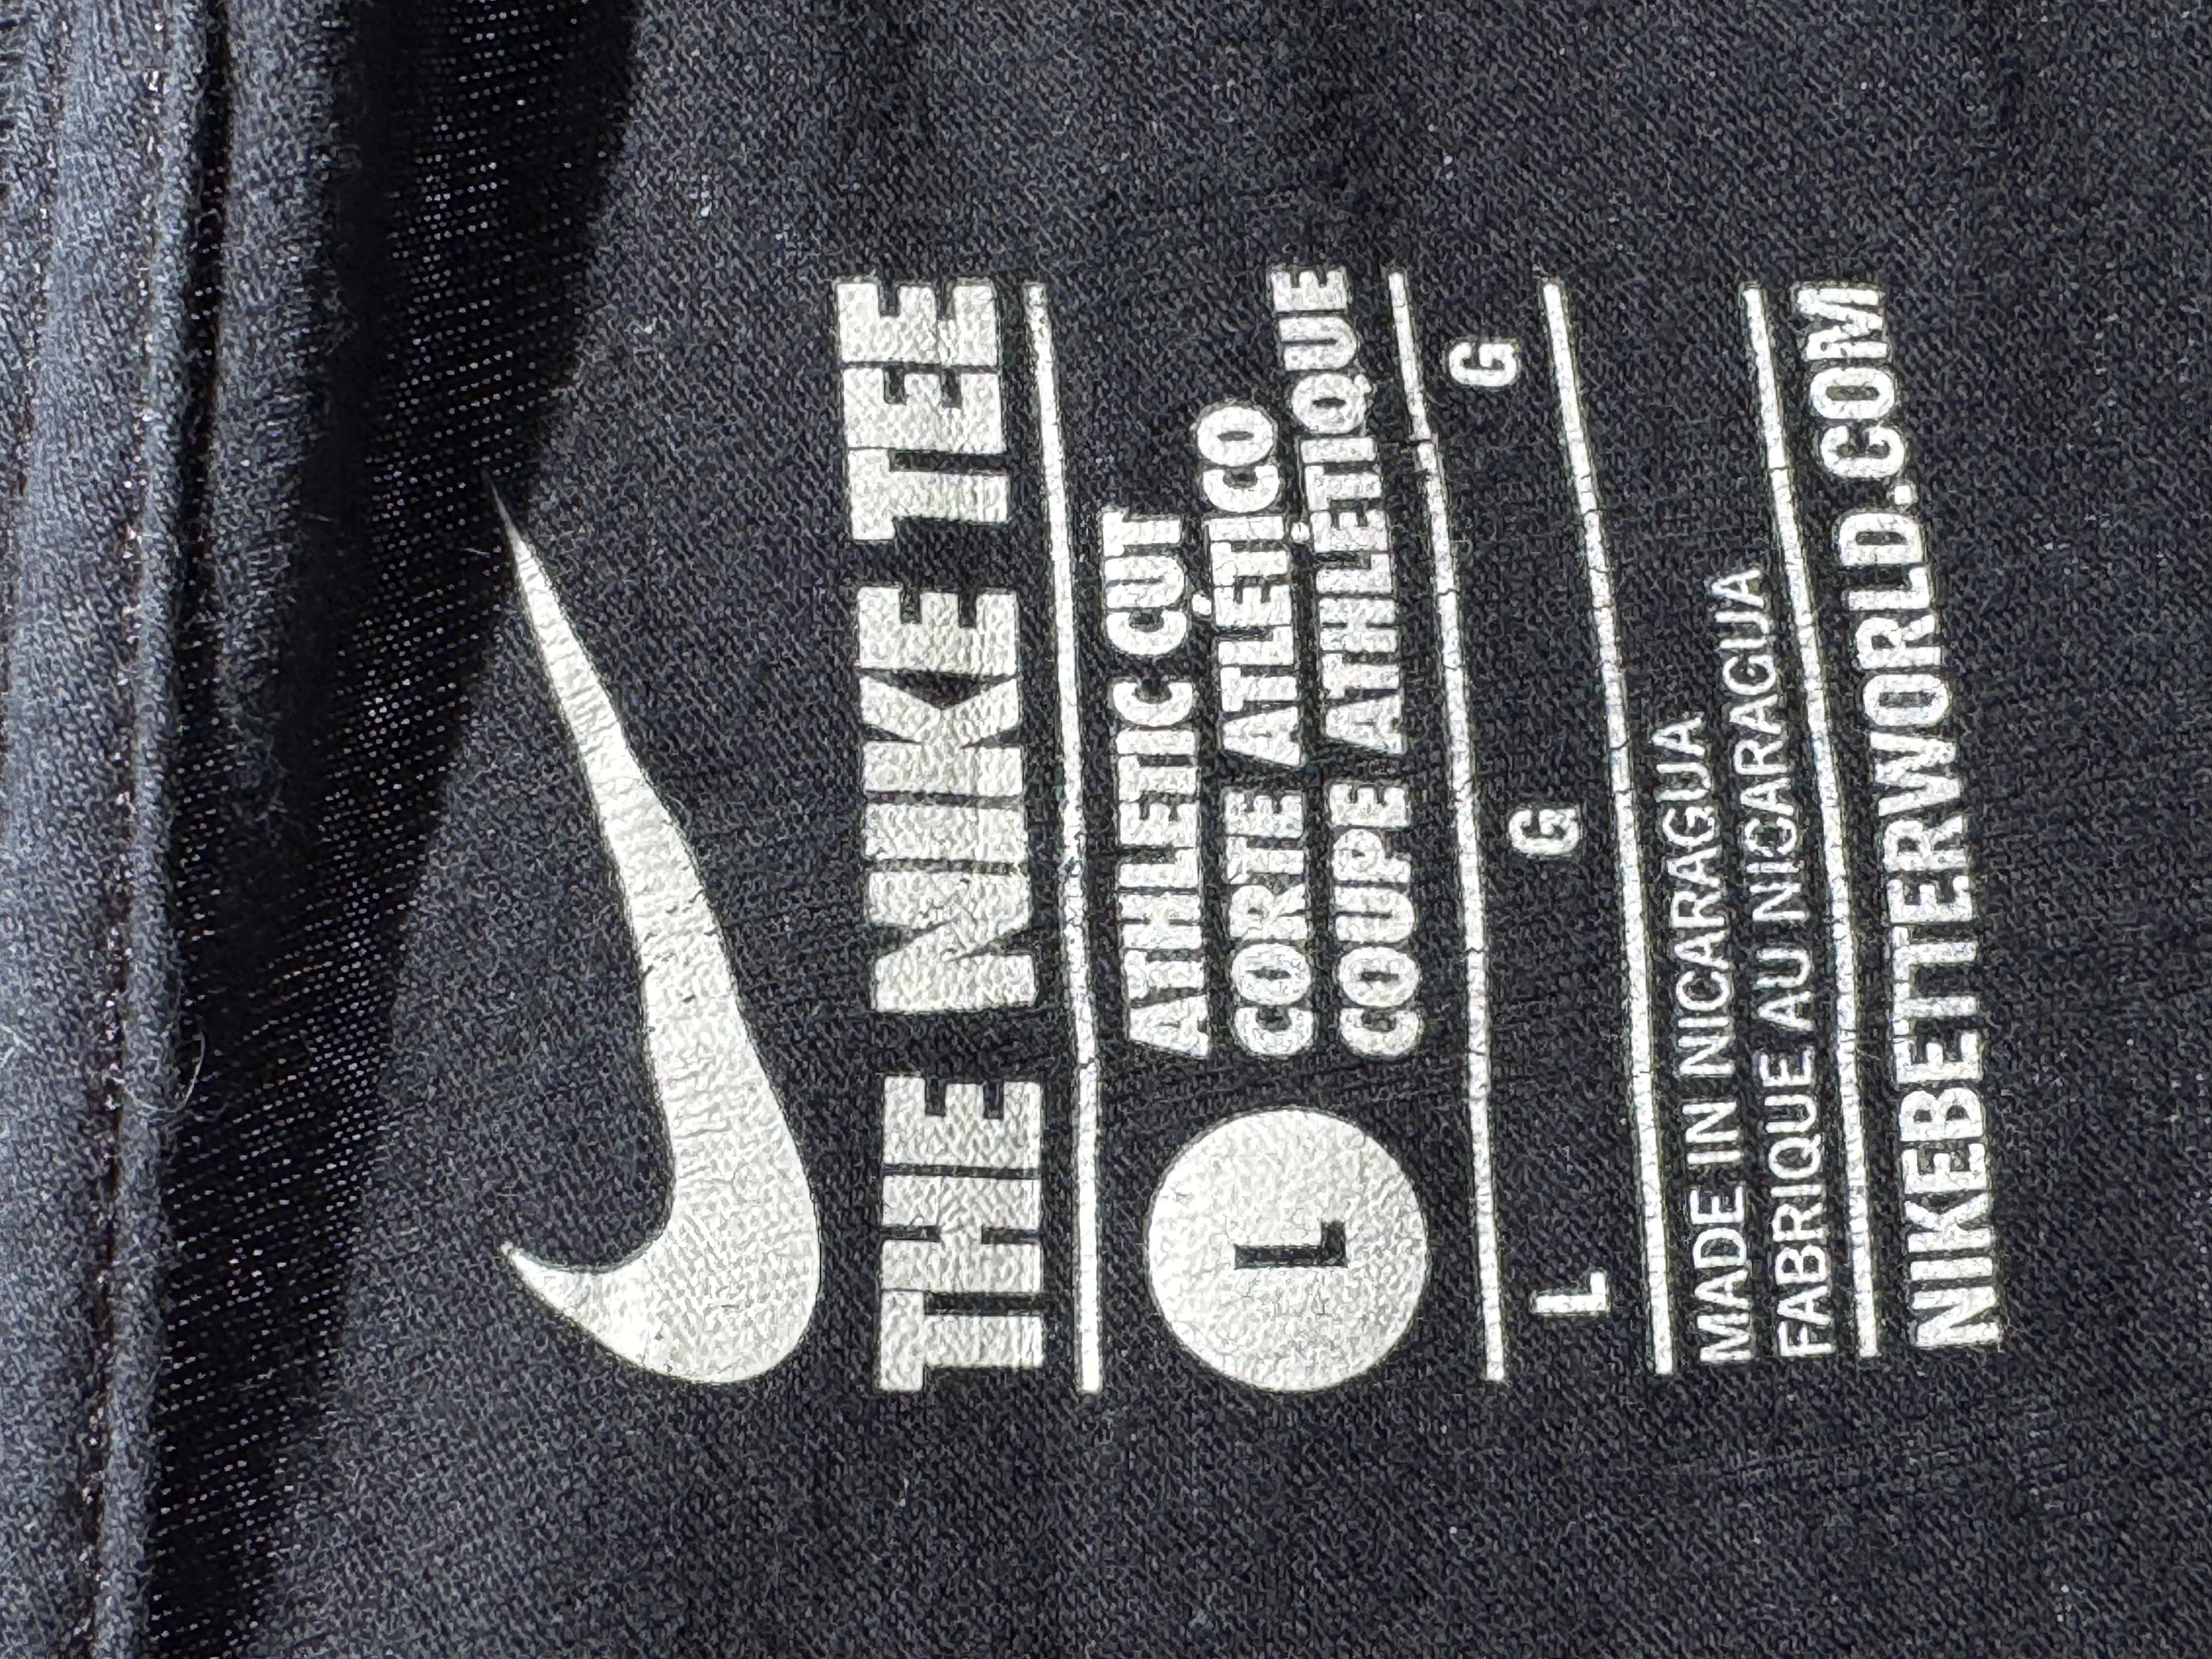 THE NIKE TEE
L
ATHLETIC CUT
CORTE ATLÉTICO
COUPE ATHLÉTIQUE
L G G
MADE IN NICARAGUA
FABRIQUE AU NICARAGUA
NIKEBETTERWORLD.COM